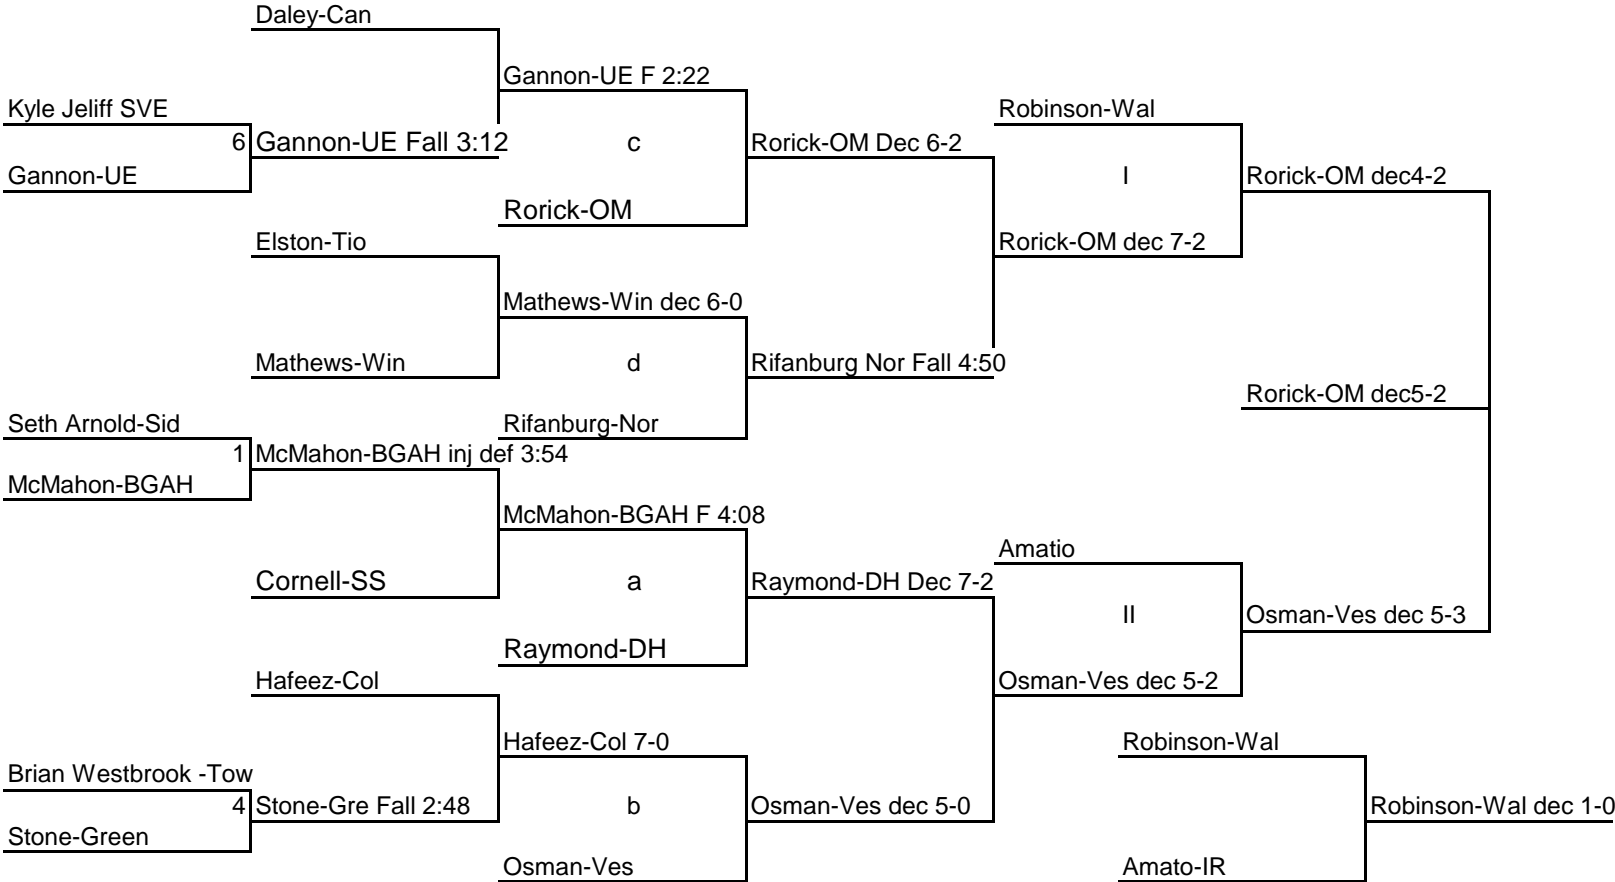 Daley-Can
Gannon-UE F 2:22
Kyle Jeliff SVE
Robinson-Wal
6 Gannon-UE Fall 3:12
c
Rorick-OM Dec 6-2
Gannon-UE
I
Rorick-OM dec4-2
Rorick-OM
Elston-Tio
Rorick-OM dec 7-2
Mathews-Win dec 6-0
Mathews-Win
d
Rifanburg Nor Fall 4:50
Rorick-OM dec5-2
Seth Arnold-Sid
Rifanburg-Nor
1 McMahon-BGAH inj def 3:54
McMahon-BGAH
McMahon-BGAH F 4:08
Amatio
Cornell-SS
a
Raymond-DH Dec 7-2
II
Osman-Ves dec 5-3
Raymond-DH
Hafeez-Col
Osman-Ves dec 5-2
Hafeez-Col 7-0
Robinson-Wal
Brian Westbrook -Tow
4 Stone-Gre Fall 2:48
b
Osman-Ves dec 5-0
Robinson-Wal dec 1-0
Stone-Green
Osman-Ves
Amato-IR